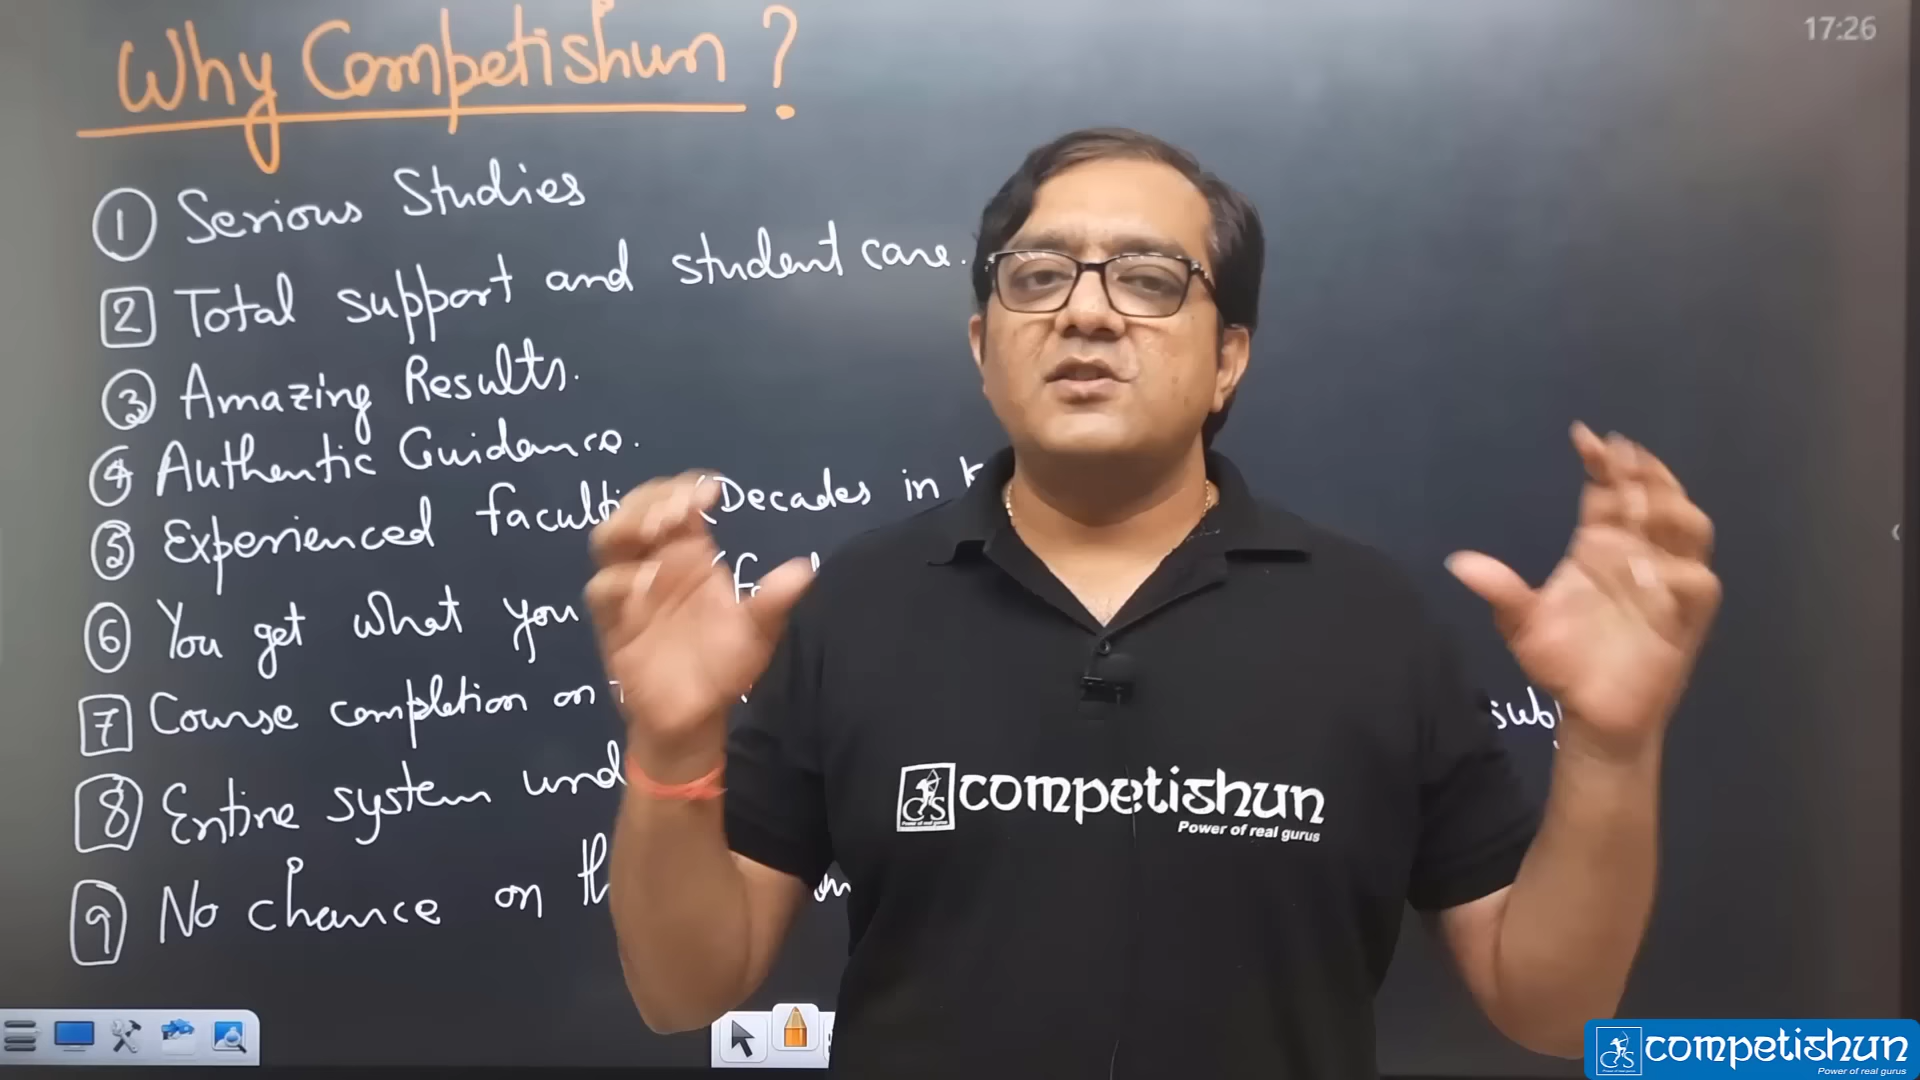 17:26
Why Competishun ?
1 Serious Studies
2 Total support and student care.
3 Amazing Results.
4 Authentic Guidance.
5 Experienced (Decades in
6 You get what you
7 Course completion on
8 Entire system
9 No chance on
competishun
Power of real gurus
competishun
Power of real gurus